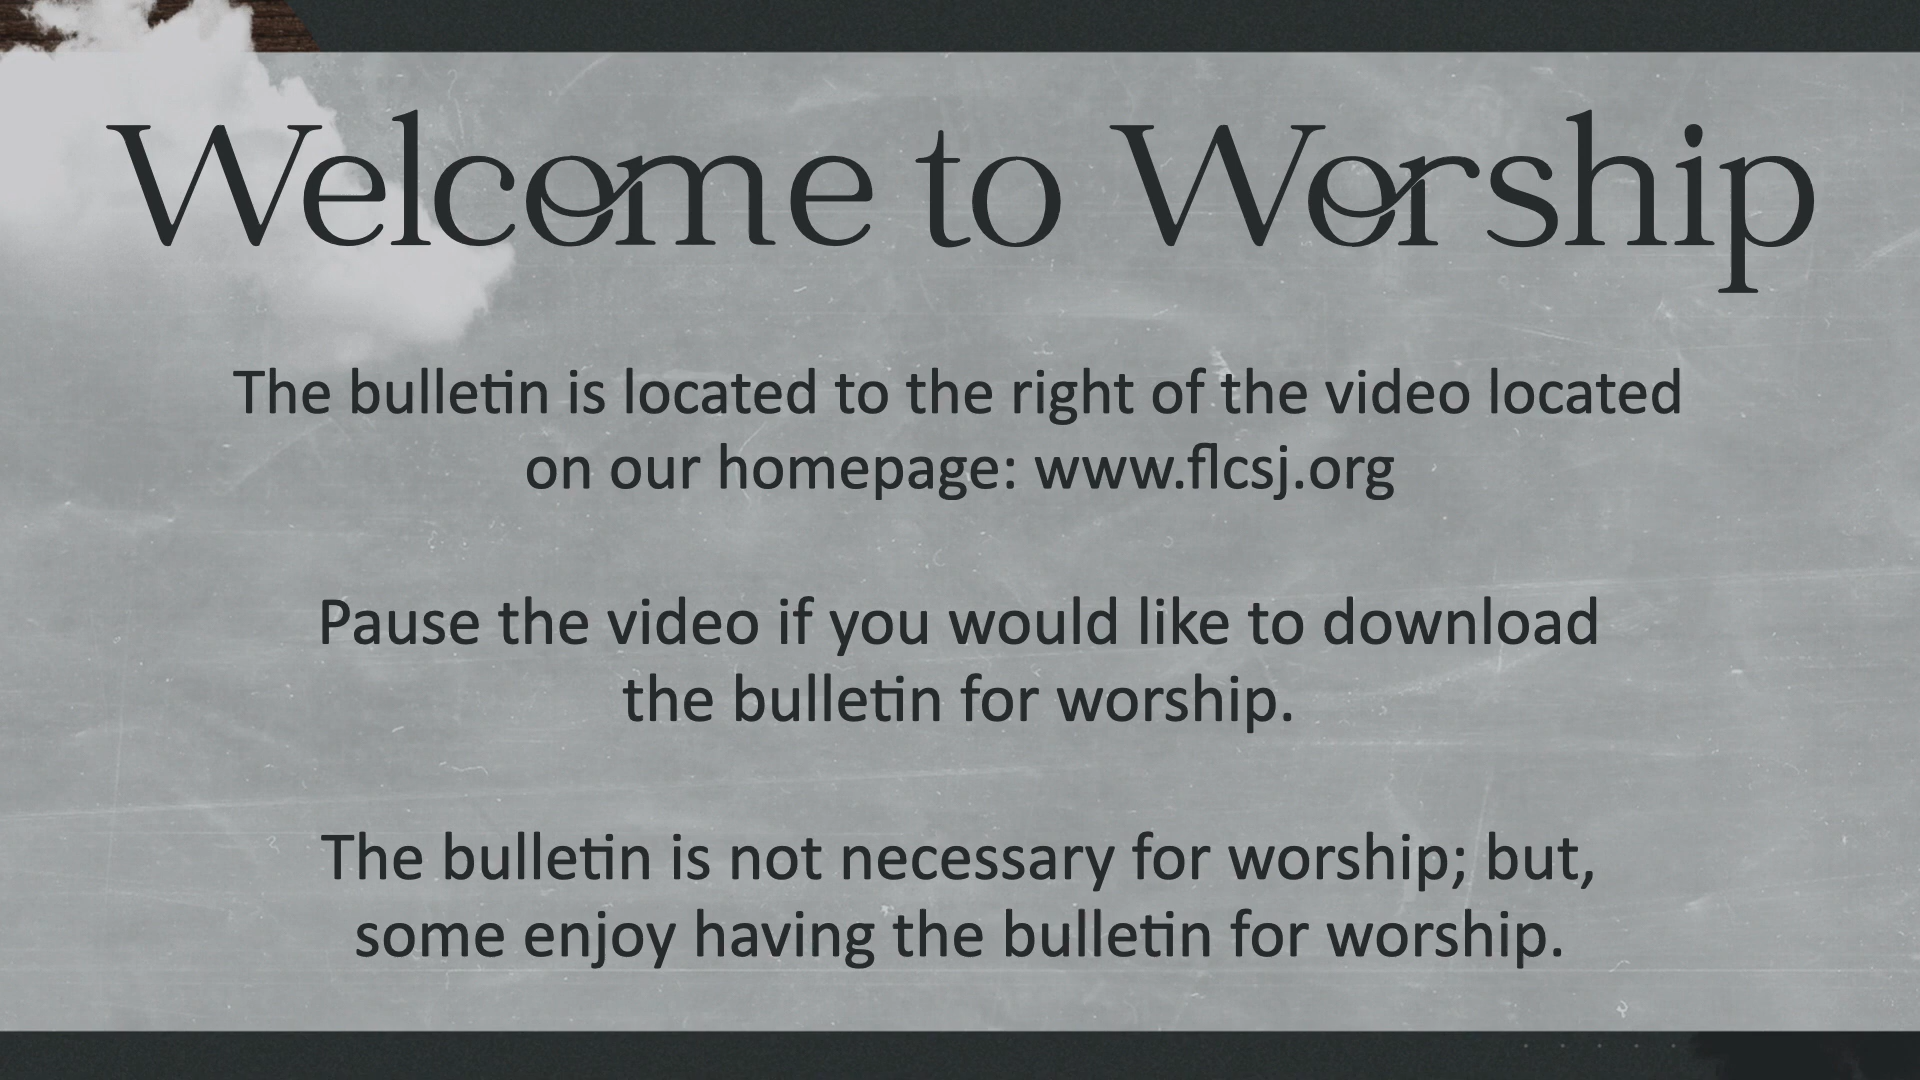 Welcome to Worship
The bulletin is located to the right of the video located
on our homepage: www.flcsj.org
Pause the video if you would like to download
the bulletin for worship.
The bulletin is not necessary for worship; but,
some enjoy having the bulletin for worship.